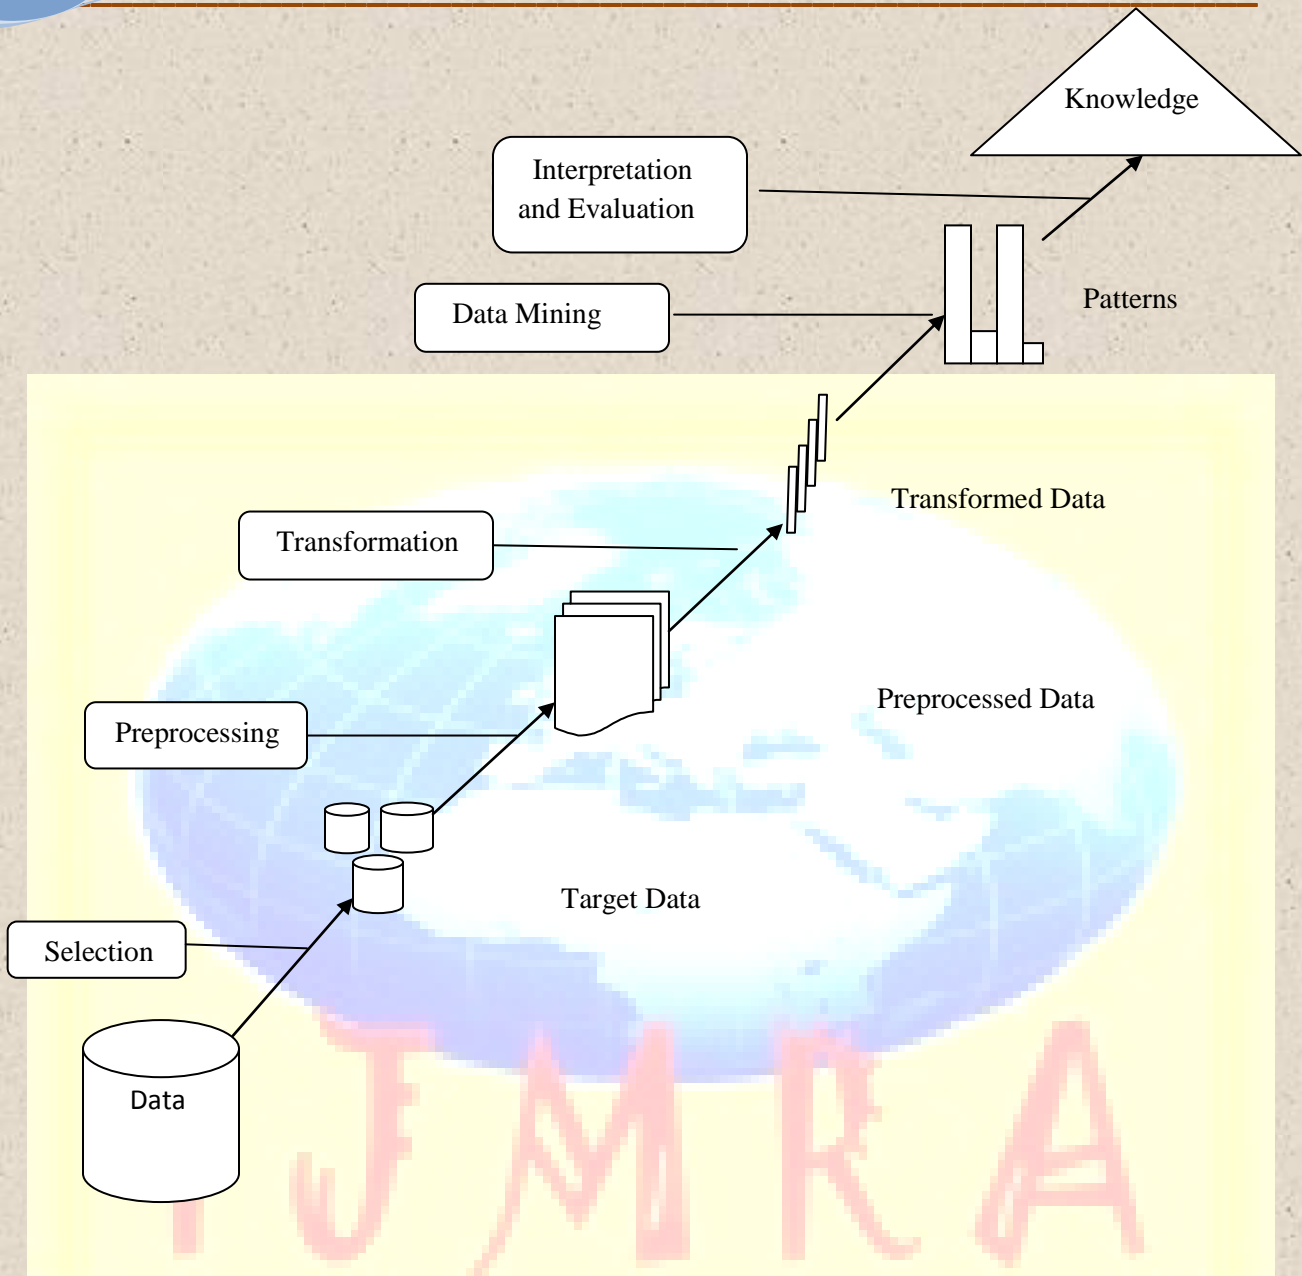 Knowledge
Interpretation
and Evaluation
Patterns
Data Mining
Transformed Data
Transformation
Preprocessed Data
Preprocessing
Target Data
Selection
Data
IJMRA